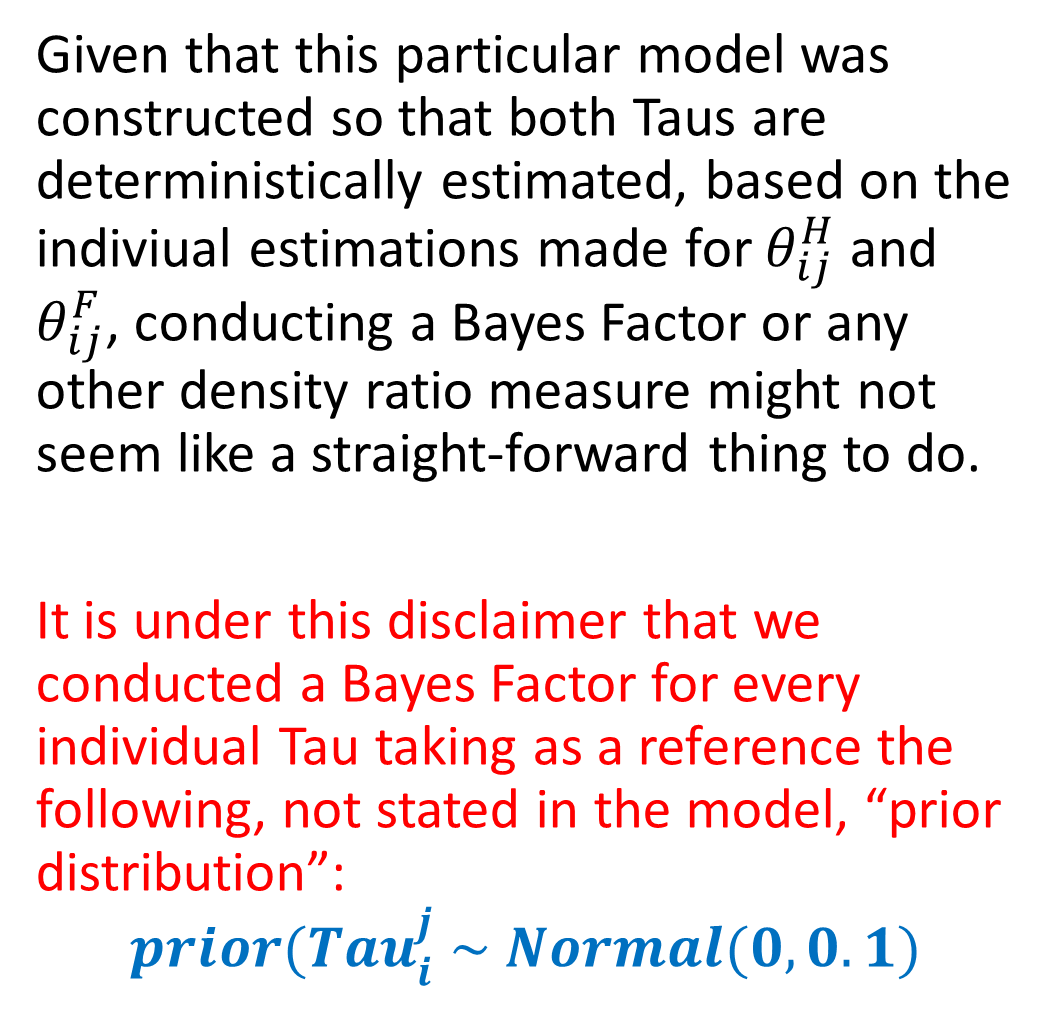 Given that this particular model was
constructed so that both Taus are
deterministically estimated, based on the
indiviual estimations made for θ^H_ij and
θ^F_ij, conducting a Bayes Factor or any
other density ratio measure might not
seem like a straight-forward thing to do.
It is under this disclaimer that we
conducted a Bayes Factor for every
individual Tau taking as a reference the
following, not stated in the model, “prior
distribution”:
prior(Tau^j_i ~ Normal(0, 0.1)